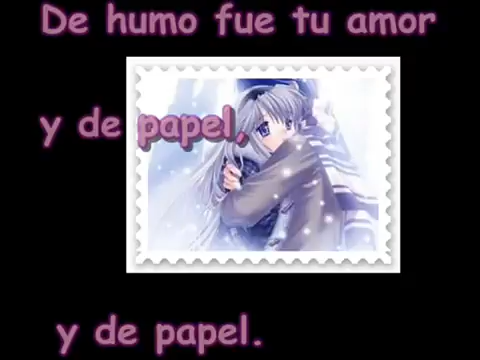 De humo fue tu amor
y de papel,
y de papel.